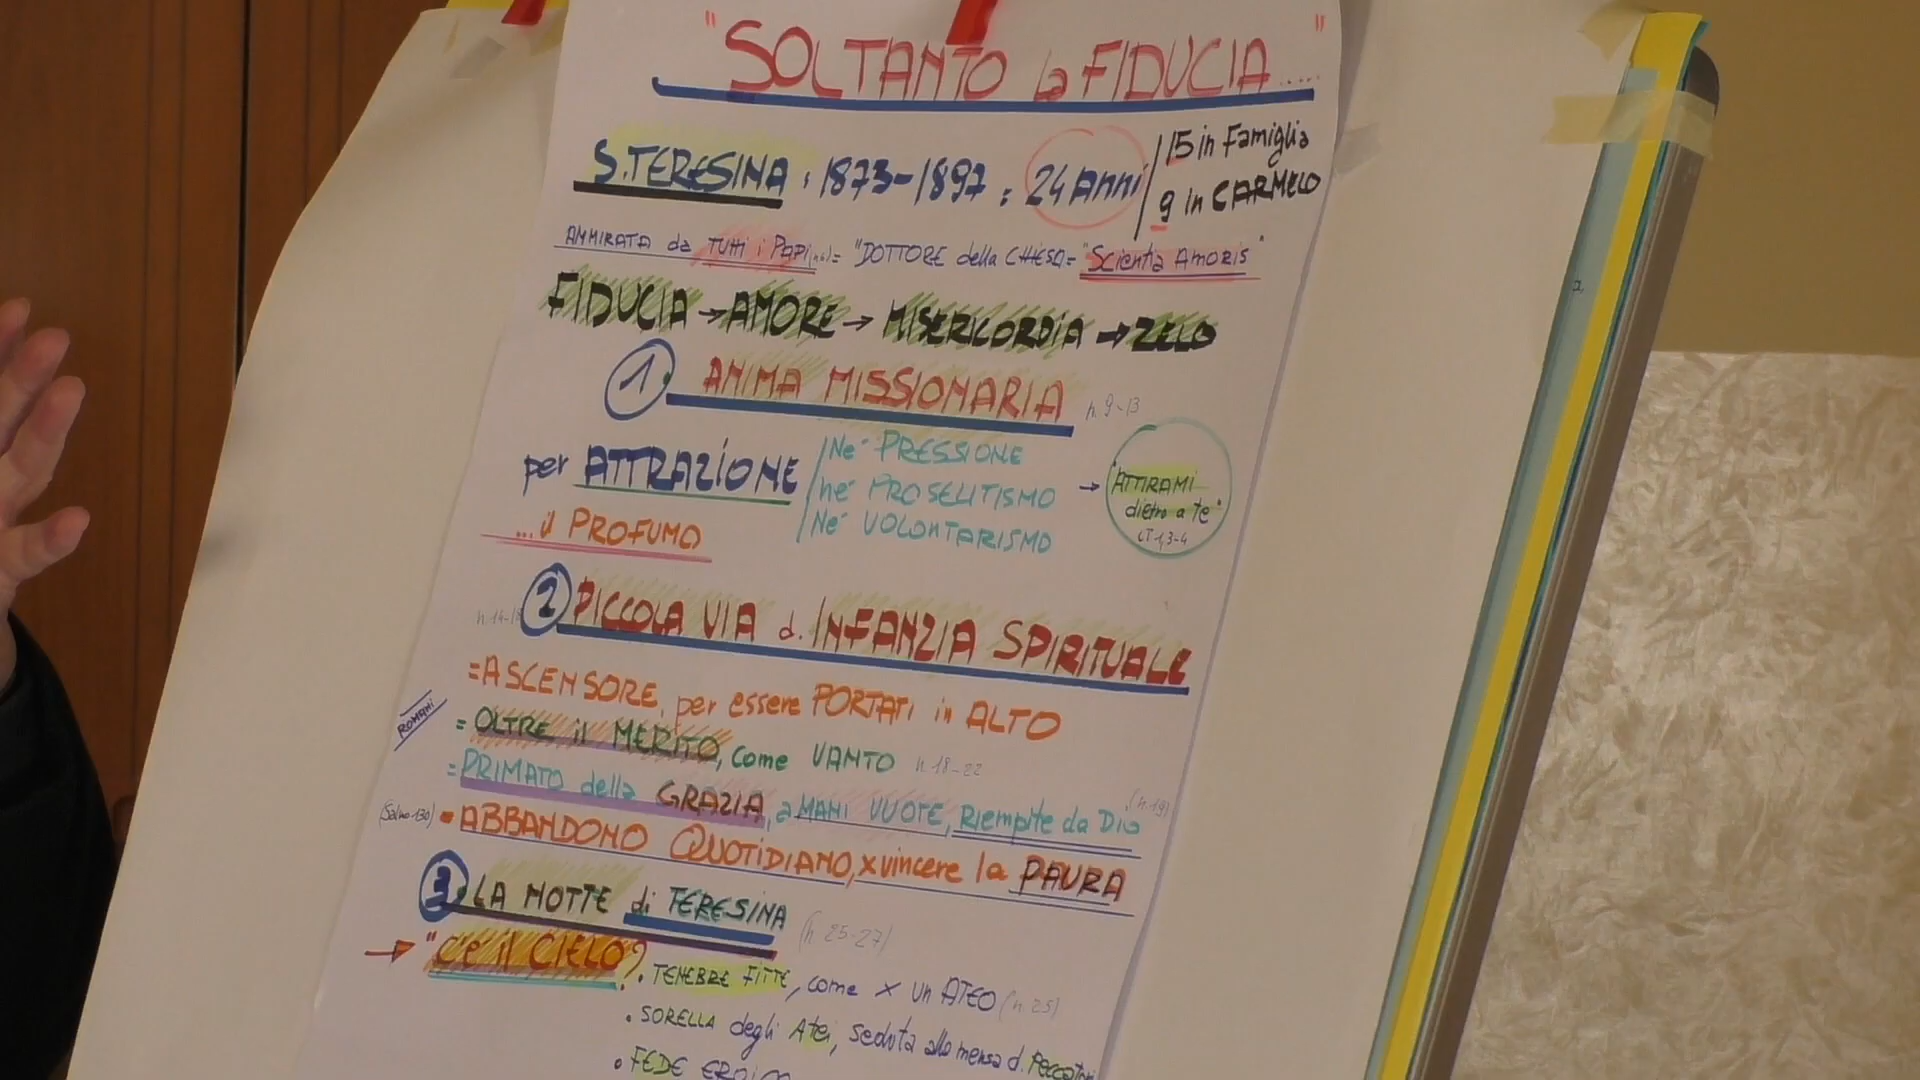 "SOLTANTO la FIDUCIA....."
S. TERESINA : 1873-1897 : 24 ANNI / 15 in Famiglia
9 in CARMELO
AMMIRATA da TUTTI i PAPI = "DOTTORE della CHIESA = "Scientia AMORIS"
FIDUCIA → AMORE → MISERICORDIA → ZELO
1. ANIMA MISSIONARIA n. 9-13
per ATTRAZIONE / Ne' PRESSIONE
ne' PROSELITISMO → "ATTIRAMI dietro a te" CT 1,3-4
Ne' VOLONTARISMO
...il PROFUMO
n. 14- 2 PICCOLA VIA d. INFANZIA SPIRITUALE
= ASCENSORE, per essere PORTATI in ALTO
ROMANI = OLTRE il MERITO, come VANTO n. 18-22
= PRIMATO della GRAZIA, a MANI VUOTE, Riempite da Dio (n. 19)
(Salmo 130) = ABBANDONO QUOTIDIANO, x vincere la PAURA
3. LA NOTTE di TERESINA (n. 25-27)
→ "C'è il CIELO?
• TENEBRE FITTE, come x un ATEO (n. 25)
• SORELLA degli Atei, seduta alla mensa d. Peccatori
• FEDE EROICA